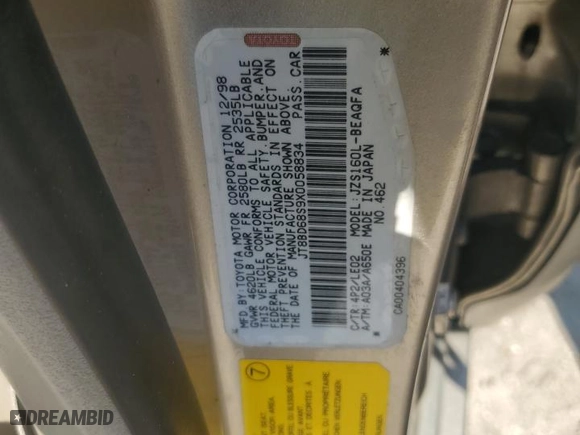 TOYOTA
MFD BY:TOYOTA MOTOR CORPORATION 12/98
GVWR 4620LB GAWR FR 2580LB RR 2535LB
THIS VEHICLE CONFORMS TO ALL APPLICABLE
FEDERAL MOTOR VEHICLE SAFETY,BUMPER,AND
THEFT PREVENTION STANDARDS IN EFFECT ON
THE DATE OF MANUFACTURE SHOWN ABOVE.
JT8BD68S9X0058834 PASS.CAR
C/TR:4P2/LE02 MODEL:JZS160L-BEAQFA
A/TM:A03A/A650E MADE IN JAPAN
NO.462
CA00404396
7
DREAMBID
DREAMBID.COM